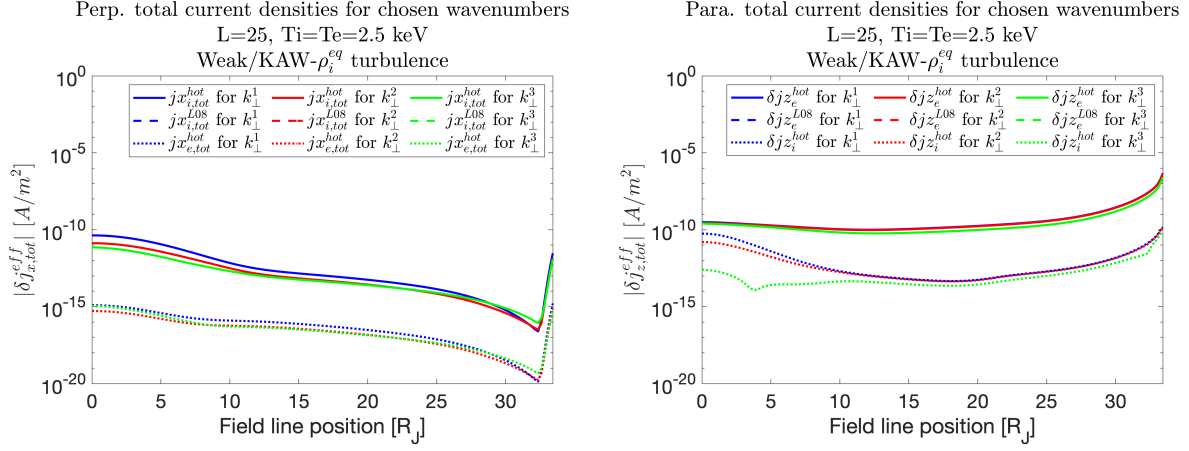 Perp. total current densities for chosen wavenumbers
L=25, Ti=Te=2.5 keV
Weak/KAW-ρ_i^{eq} turbulence
10^0
10^{-5}
10^{-10}
10^{-15}
10^{-20}
|δj_{x,tot}^{eff}| [A/m^2]
jx_{i,tot}^{hot} for k_⊥^1
jx_{i,tot}^{hot} for k_⊥^2
jx_{i,tot}^{hot} for k_⊥^3
jx_{i,tot}^{L08} for k_⊥^1
jx_{i,tot}^{L08} for k_⊥^2
jx_{i,tot}^{L08} for k_⊥^3
jx_{e,tot}^{hot} for k_⊥^1
jx_{e,tot}^{hot} for k_⊥^2
jx_{e,tot}^{hot} for k_⊥^3
0 5 10 15 20 25 30
Field line position [R_J]
Para. total current densities for chosen wavenumbers
L=25, Ti=Te=2.5 keV
Weak/KAW-ρ_i^{eq} turbulence
10^0
10^{-5}
10^{-10}
10^{-15}
10^{-20}
|δj_{z,tot}^{eff}| [A/m^2]
δjz_e^{hot} for k_⊥^1
δjz_e^{hot} for k_⊥^2
δjz_e^{hot} for k_⊥^3
δjz_e^{L08} for k_⊥^1
δjz_e^{L08} for k_⊥^2
δjz_e^{L08} for k_⊥^3
δjz_i^{hot} for k_⊥^1
δjz_i^{hot} for k_⊥^2
δjz_i^{hot} for k_⊥^3
0 5 10 15 20 25 30
Field line position [R_J]